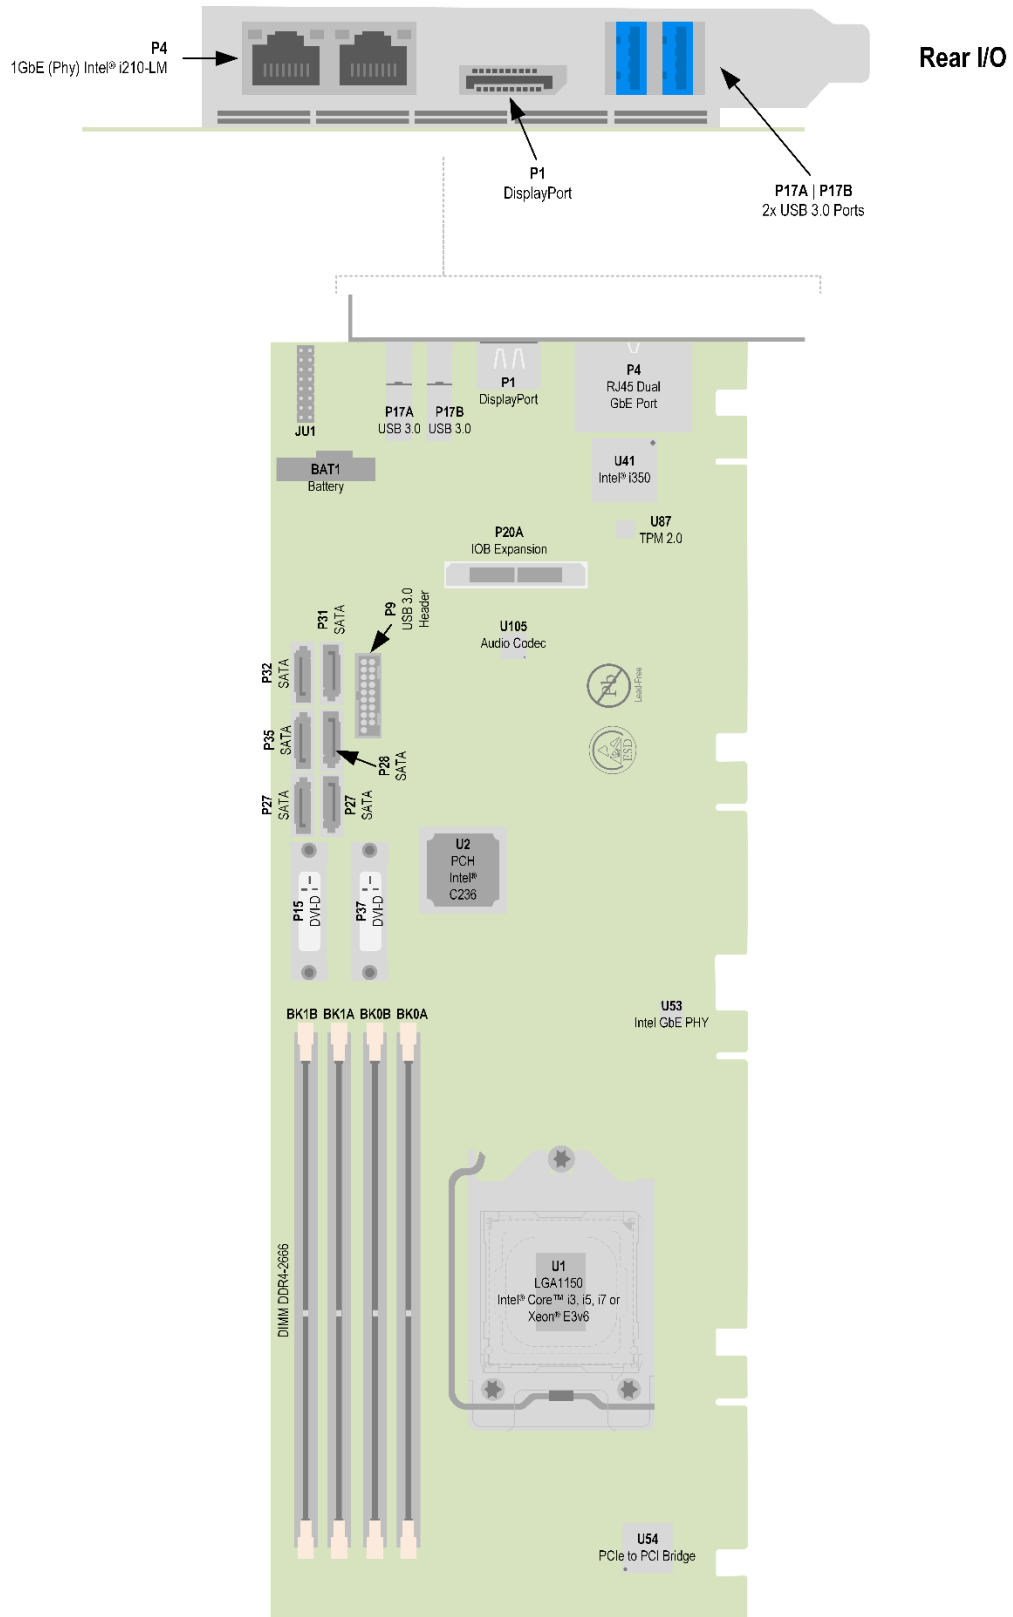 Rear I/O
P4
1GbE (Phy) Intel® i210-LM
P1
DisplayPort
P17A | P17B
2x USB 3.0 Ports
P4
RJ45 Dual
GbE Port
P1
DisplayPort
P17A
USB 3.0
P17B
USB 3.0
JU1
BAT1
Battery
U41
Intel® i350
U87
TPM 2.0
P20A
IOB Expansion
U105
Audio Codec
P9
USB 3.0
Header
P31
SATA
P32
SATA
P35
SATA
P28
SATA
P27
SATA
P27
SATA
Pb
Lead-Free
ESD
U2
PCH
Intel®
C236
P15
DVI-D
P37
DVI-D
BK1B
BK1A
BK0B
BK0A
U53
Intel GbE PHY
DIMM DDR4-2666
U1
LGA1150
Intel® Core™ i3, i5, i7 or
Xeon® E3v6
U54
PCIe to PCI Bridge